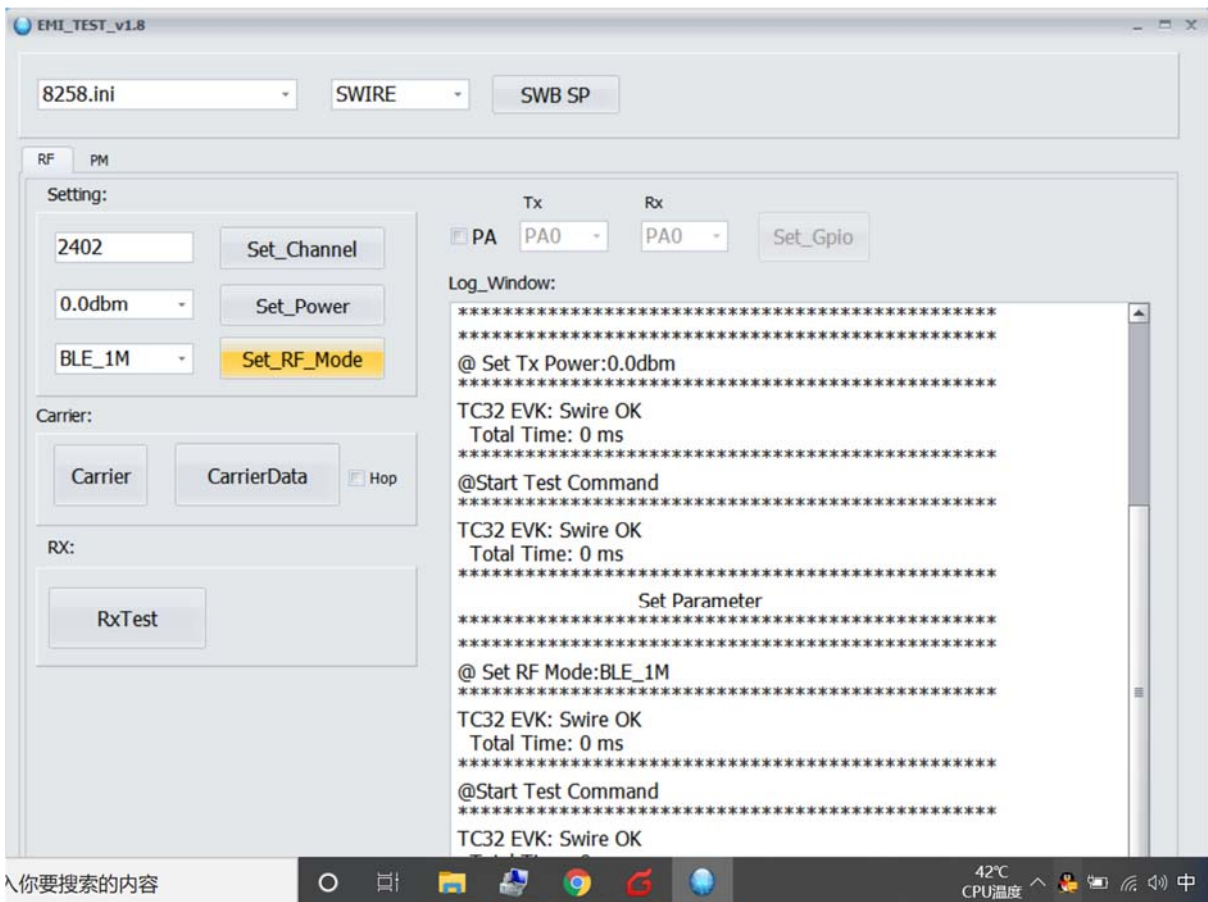 EMI_TEST_v1.8
8258.ini SWIRE SWB SP
RF PM
Setting:
2402 Set_Channel
0.0dbm Set_Power
BLE_1M Set_RF_Mode
Carrier:
Carrier CarrierData Hop
RX:
RxTest
Tx Rx
PA PA0 PA0 Set_Gpio
Log_Window:
************************************************
************************************************
@ Set Tx Power:0.0dbm
************************************************
TC32 EVK: Swire OK
Total Time: 0 ms
************************************************
@Start Test Command
************************************************
TC32 EVK: Swire OK
Total Time: 0 ms
************************************************
Set Parameter
************************************************
************************************************
@ Set RF Mode:BLE_1M
************************************************
TC32 EVK: Swire OK
Total Time: 0 ms
************************************************
@Start Test Command
************************************************
TC32 EVK: Swire OK
你要搜索的内容
42℃
CPU温度
中